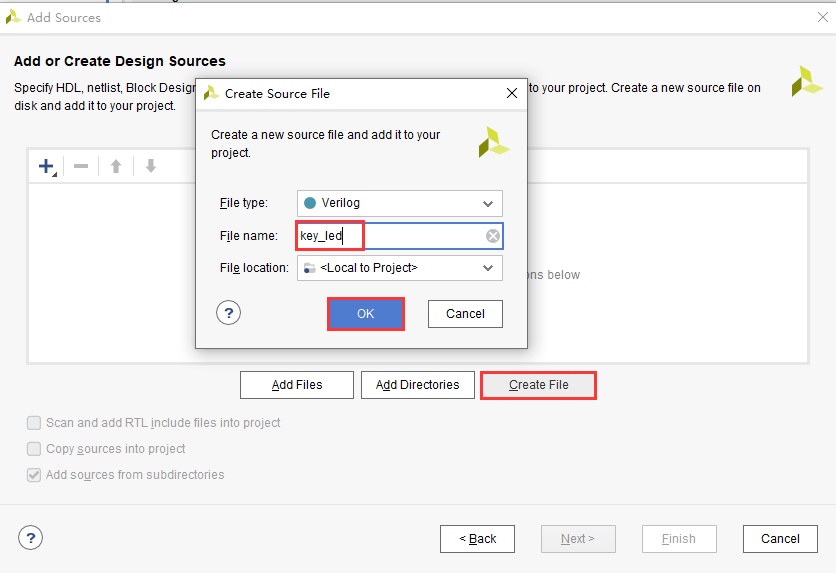 Add Sources
Add or Create Design Sources
Specify HDL, netlist, Block Desig
to your project. Create a new source file on
disk and add it to your project.
Create Source File
Create a new source file and add it to your
project.
File type:
Verilog
File name:
key_led
File location:
<Local to Project>
?
OK
Cancel
ns below
Add Files
Add Directories
Create File
Scan and add RTL include files into project
Copy sources into project
Add sources from subdirectories
?
< Back
Next >
Finish
Cancel